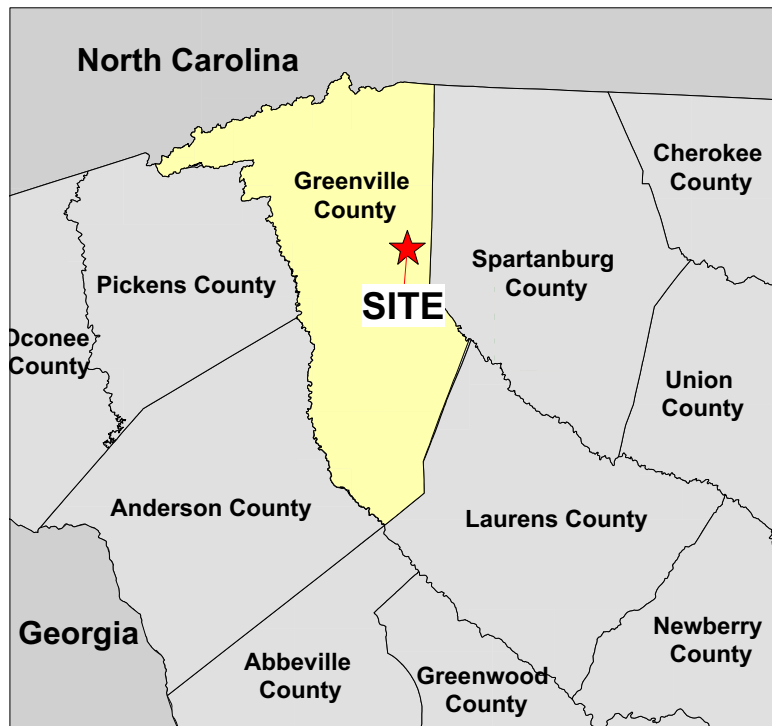 North Carolina
Cherokee
County
Greenville
County
Spartanburg
County
Pickens County
SITE
Oconee
County
Union
County
Anderson County
Laurens County
Georgia
Newberry
County
Abbeville
County
Greenwood
County